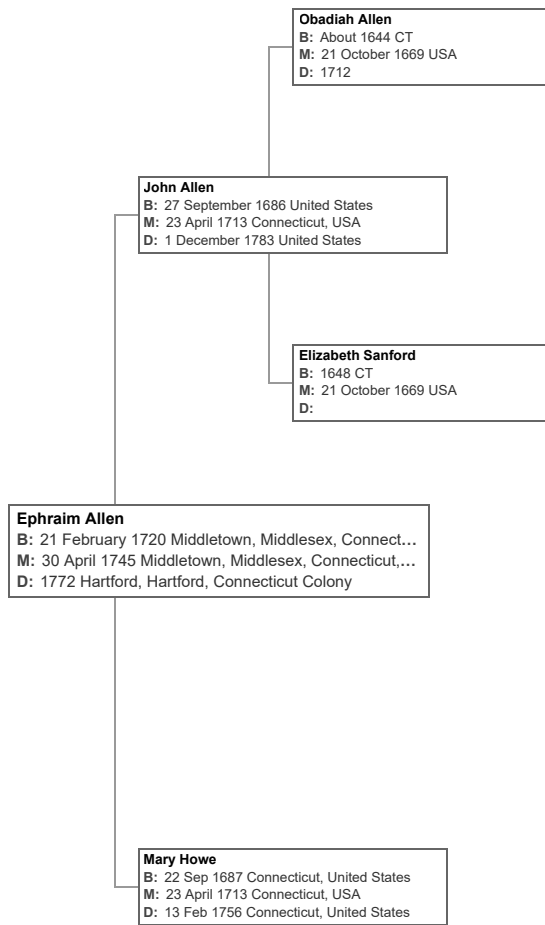 Obadiah Allen
B: About 1644 CT
M: 21 October 1669 USA
D: 1712
John Allen
B: 27 September 1686 United States
M: 23 April 1713 Connecticut, USA
D: 1 December 1783 United States
Elizabeth Sanford
B: 1648 CT
M: 21 October 1669 USA
D:
Ephraim Allen
B: 21 February 1720 Middletown, Middlesex, Connect...
M: 30 April 1745 Middletown, Middlesex, Connecticut,...
D: 1772 Hartford, Hartford, Connecticut Colony
Mary Howe
B: 22 Sep 1687 Connecticut, United States
M: 23 April 1713 Connecticut, USA
D: 13 Feb 1756 Connecticut, United States